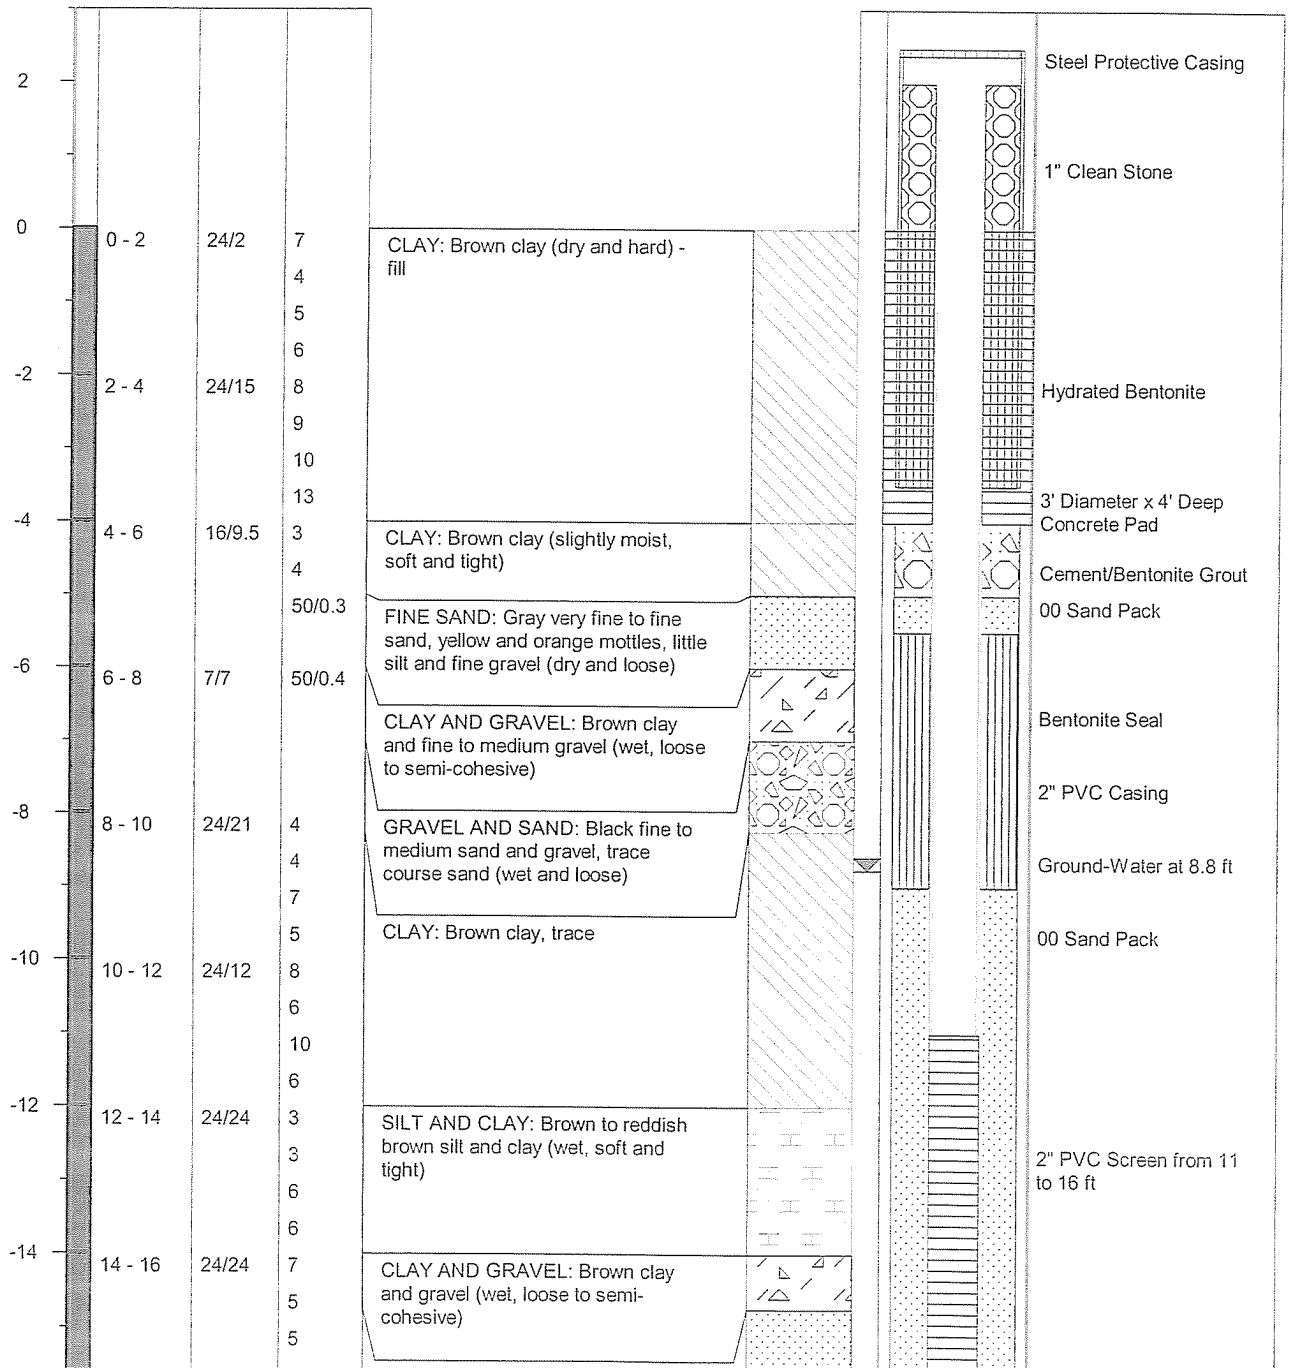 2
Steel Protective Casing
1" Clean Stone
0
0 - 2 24/2 7
CLAY: Brown clay (dry and hard) -
fill
4
5
6
-2
2 - 4 24/15 8
Hydrated Bentonite
9
10
13
3' Diameter x 4' Deep
Concrete Pad
-4
4 - 6 16/9.5 3
CLAY: Brown clay (slightly moist,
soft and tight)
4
Cement/Bentonite Grout
50/0.3
00 Sand Pack
FINE SAND: Gray very fine to fine
sand, yellow and orange mottles, little
silt and fine gravel (dry and loose)
-6
6 - 8 7/7 50/0.4
CLAY AND GRAVEL: Brown clay
and fine to medium gravel (wet, loose
to semi-cohesive)
Bentonite Seal
2" PVC Casing
-8
8 - 10 24/21 4
GRAVEL AND SAND: Black fine to
medium sand and gravel, trace
course sand (wet and loose)
4
Ground-Water at 8.8 ft
7
5
CLAY: Brown clay, trace
00 Sand Pack
-10
10 - 12 24/12 8
6
10
6
-12
12 - 14 24/24 3
SILT AND CLAY: Brown to reddish
brown silt and clay (wet, soft and
tight)
3
2" PVC Screen from 11
to 16 ft
6
6
-14
14 - 16 24/24 7
CLAY AND GRAVEL: Brown clay
and gravel (wet, loose to semi-
cohesive)
5
5